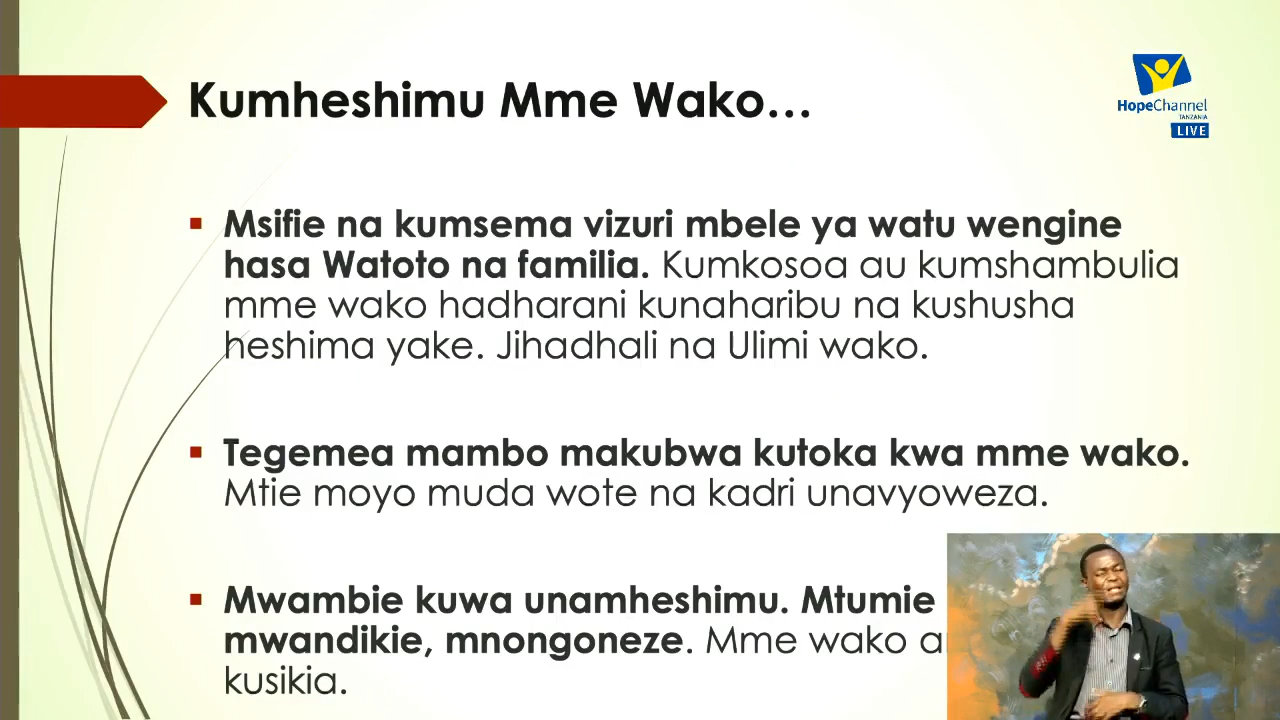 Kumheshimu Mme Wako...
HopeChannel
TANZANIA
LIVE
Msifie na kumsema vizuri mbele ya watu wengine
hasa Watoto na familia. Kumkosoa au kumshambulia
mme wako hadharani kunaharibu na kushusha
heshima yake. Jihadhali na Ulimi wako.
Tegemea mambo makubwa kutoka kwa mme wako.
Mtie moyo muda wote na kadri unavyoweza.
Mwambie kuwa unamheshimu. Mtumie
mwandikie, mnongoneze. Mme wako
kusikia.